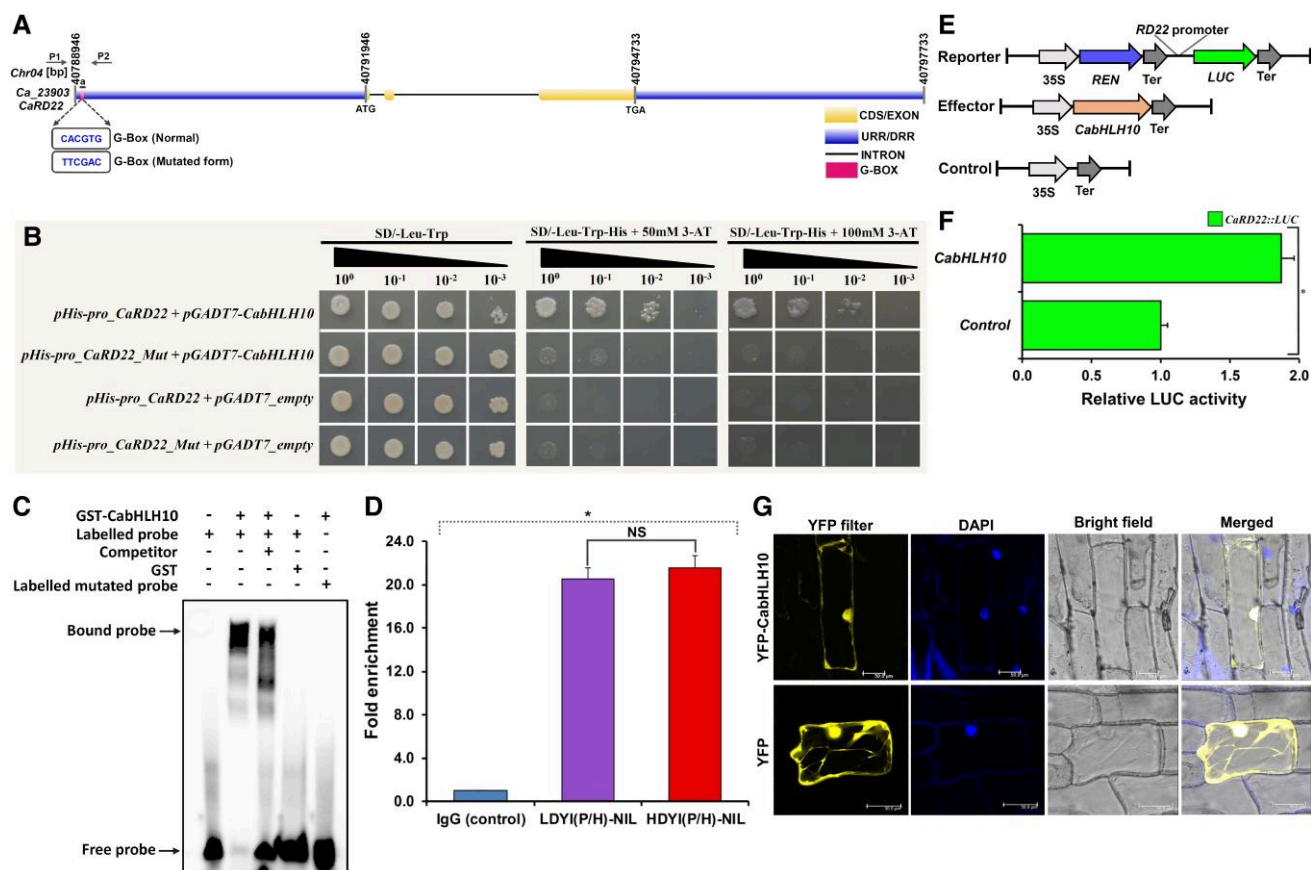 A
P1
P2
Chr04 [bp]
40788946
40791946
40794733
40797733
a
Ca_23903
CaRD22
ATG
TGA
CACGTG
G-Box (Normal)
TTCGAC
G-Box (Mutated form)
CDS/EXON
URR/DRR
INTRON
G-BOX
B
SD/-Leu-Trp
SD/-Leu-Trp-His + 50mM 3-AT
SD/-Leu-Trp-His + 100mM 3-AT
10⁰ 10⁻¹ 10⁻² 10⁻³ 10⁰ 10⁻¹ 10⁻² 10⁻³ 10⁰ 10⁻¹ 10⁻² 10⁻³
pHis-pro_CaRD22 + pGADT7-CabHLH10
pHis-pro_CaRD22_Mut + pGADT7-CabHLH10
pHis-pro_CaRD22 + pGADT7_empty
pHis-pro_CaRD22_Mut + pGADT7_empty
C
GST-CabHLH10 - + + - +
Labelled probe + + + + -
Competitor - - + - -
GST - - - + -
Labelled mutated probe - - - - +
Bound probe
Free probe
D
*
NS
Fold enrichment
24.0
20.0
16.0
12.0
8.0
4.0
0.0
IgG (control) LDYI(P/H)-NIL HDYI(P/H)-NIL
E
RD22 promoter
Reporter
35S REN Ter LUC Ter
Effector
35S CabHLH10 Ter
Control
35S Ter
F
CaRD22::LUC
CabHLH10
Control
*
0.0 0.5 1.0 1.5 2.0
Relative LUC activity
G
YFP filter DAPI Bright field Merged
YFP-CabHLH10
YFP
50.0 µm
50.0 µm